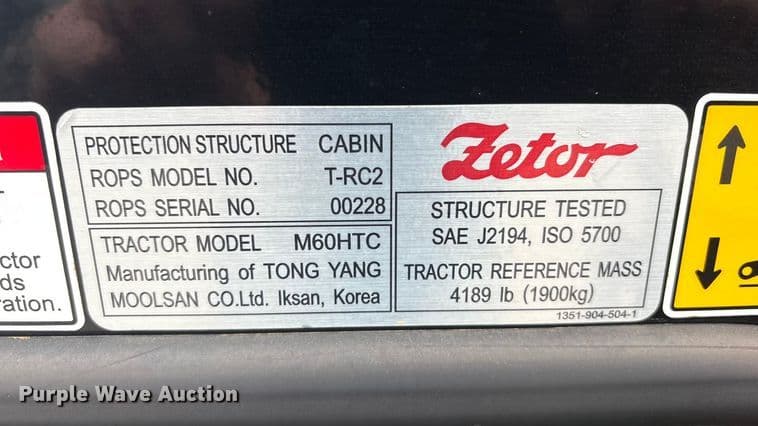 PROTECTION STRUCTURE CABIN
ROPS MODEL NO. T-RC2
ROPS SERIAL NO. 00228
TRACTOR MODEL M60HTC
Manufacturing of TONG YANG
MOOLSAN CO.Ltd. Iksan, Korea
Zetor
STRUCTURE TESTED
SAE J2194, ISO 5700
TRACTOR REFERENCE MASS
4189 lb (1900kg)
1351-904-504-1
ctor
ds
ration.
Purple Wave Auction